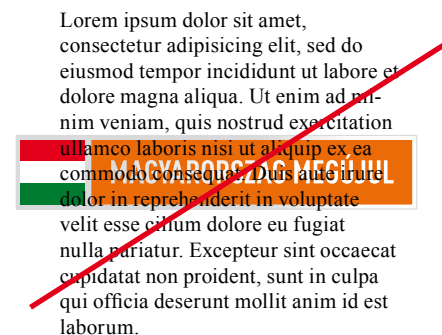 Lorem ipsum dolor sit amet,
consectetur adipisicing elit, sed do
eiusmod tempor incididunt ut labore et
dolore magna aliqua. Ut enim ad mi-
nim veniam, quis nostrud exercitation
ullamco laboris nisi ut aliquip ex ea
MAGYARORSZÁG MEGÚJUL
commodo consequat. Duis aute irure
dolor in reprehenderit in voluptate
velit esse cillum dolore eu fugiat
nulla pariatur. Excepteur sint occaecat
cupidatat non proident, sunt in culpa
qui officia deserunt mollit anim id est
laborum.